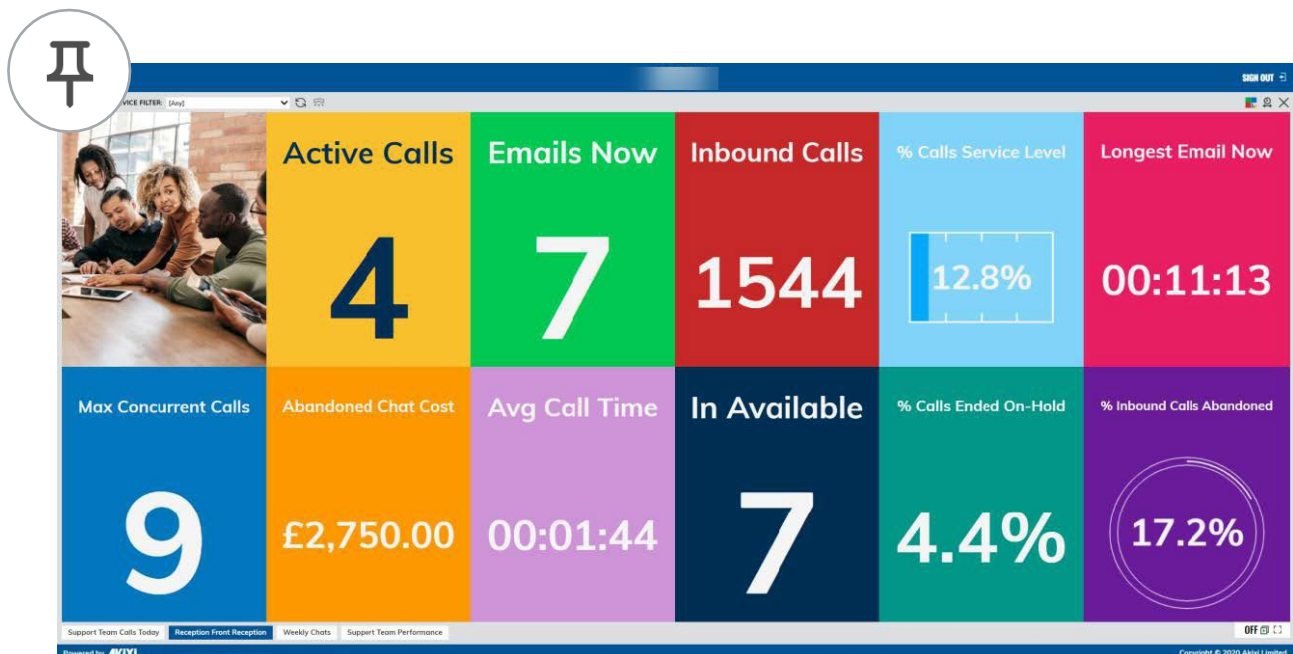 SIGN OUT
VICE FILTER: [Any]
Active Calls
Emails Now
Inbound Calls
% Calls Service Level
Longest Email Now
4
7
1544
12.8%
00:11:13
Max Concurrent Calls
Abandoned Chat Cost
Avg Call Time
In Available
% Calls Ended On-Hold
% Inbound Calls Abandoned
9
£2,750.00
00:01:44
7
4.4%
17.2%
Support Team Calls Today
Reception Front Reception
Weekly Chats
Support Team Performance
OFF
Powered by AKIXI
Copyright © 2020 Akixi Limited